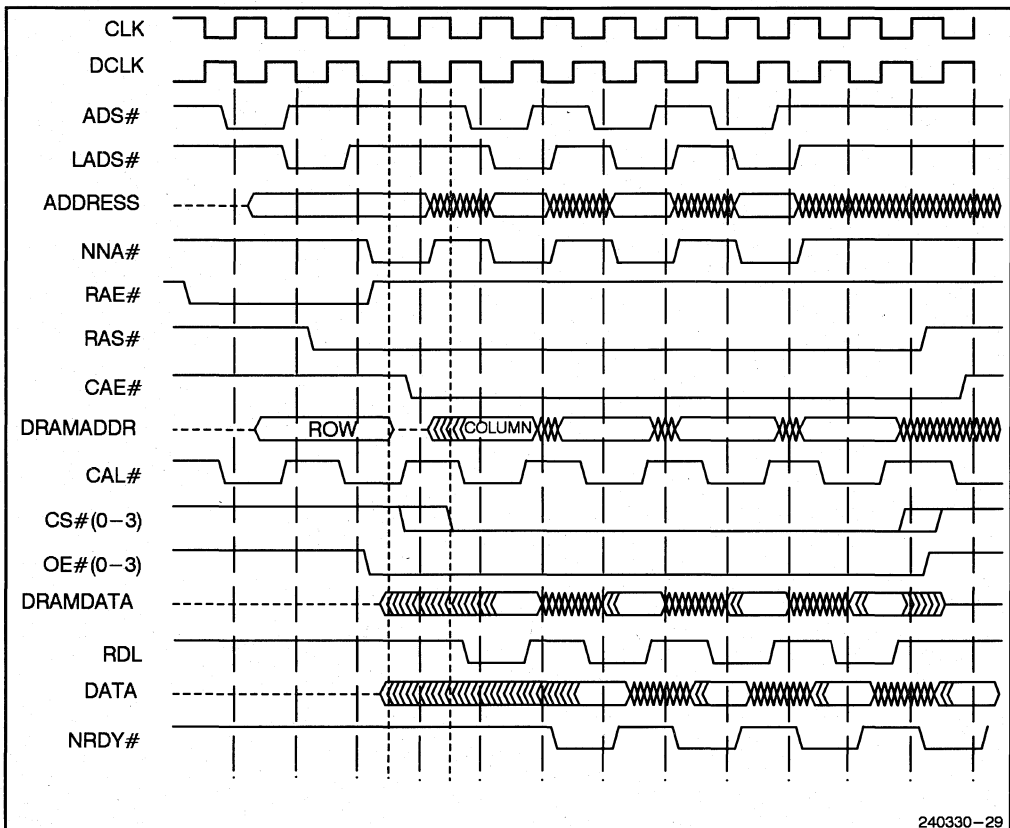 CLK
DCLK
ADS#
LADS#
ADDRESS
NNA#
RAE#
RAS#
CAE#
DRAMADDR ROW COLUMN
CAL#
CS#(0-3)
OE#(0-3)
DRAMDATA
RDL
DATA
NRDY#
240330-29